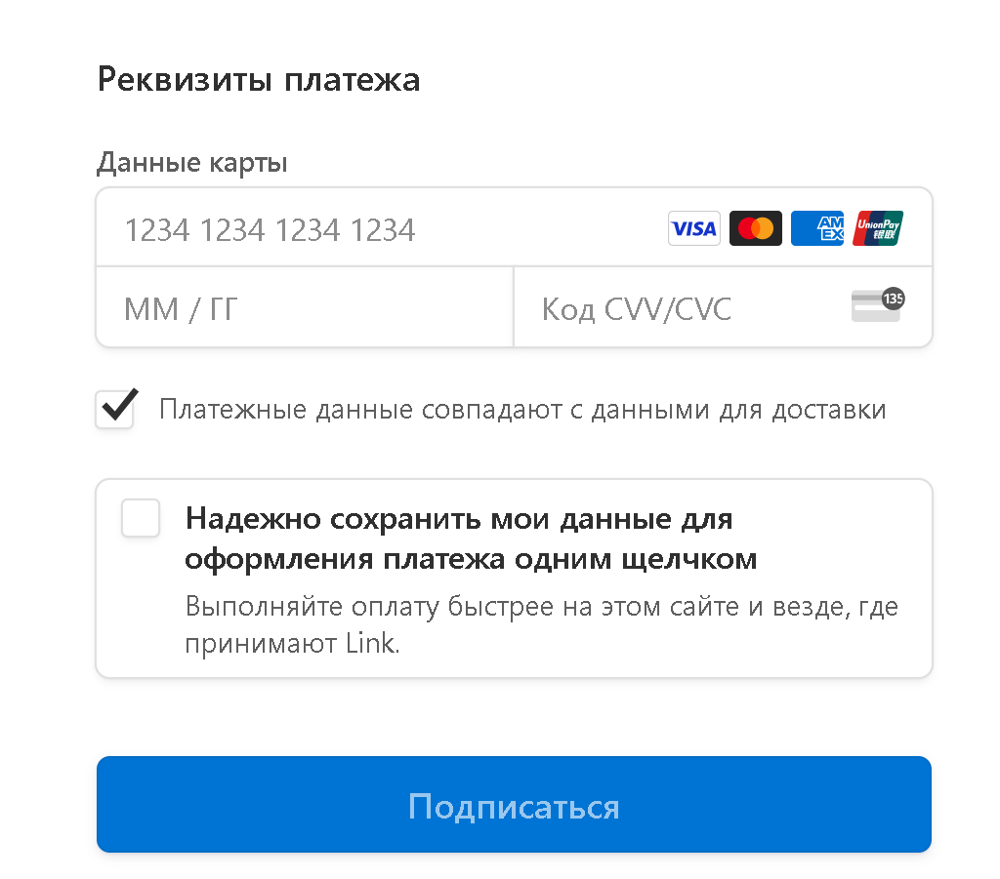 Реквизиты платежа
Данные карты
1234 1234 1234 1234 VISA AM EX UnionPay 银联
ММ / ГГ Код CVV/CVC 135
Платежные данные совпадают с данными для доставки
Надежно сохранить мои данные для
оформления платежа одним щелчком
Выполняйте оплату быстрее на этом сайте и везде, где
принимают Link.
Подписаться